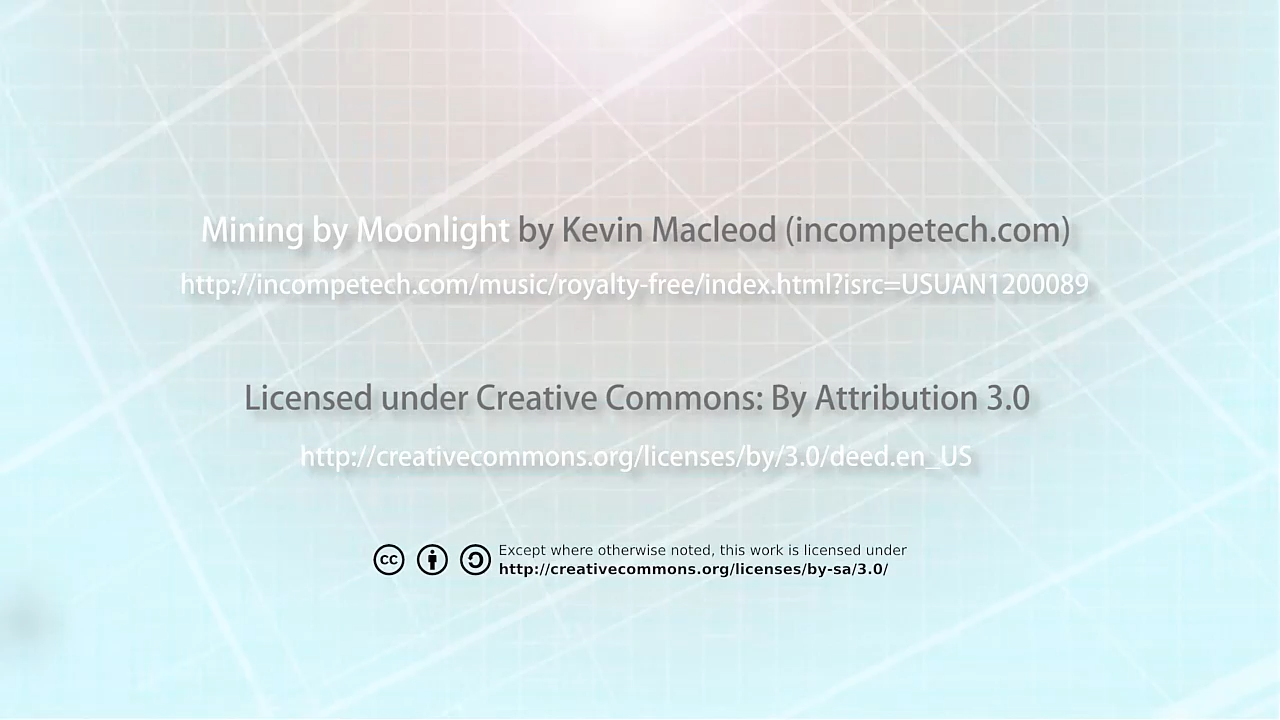 Mining by Moonlight by Kevin Macleod (incompetech.com)
http://incompetech.com/music/royalty-free/index.html?isrc=USUAN1200089
Licensed under Creative Commons: By Attribution 3.0
http://creativecommons.org/licenses/by/3.0/deed.en_US
cc Except where otherwise noted, this work is licensed under
http://creativecommons.org/licenses/by-sa/3.0/